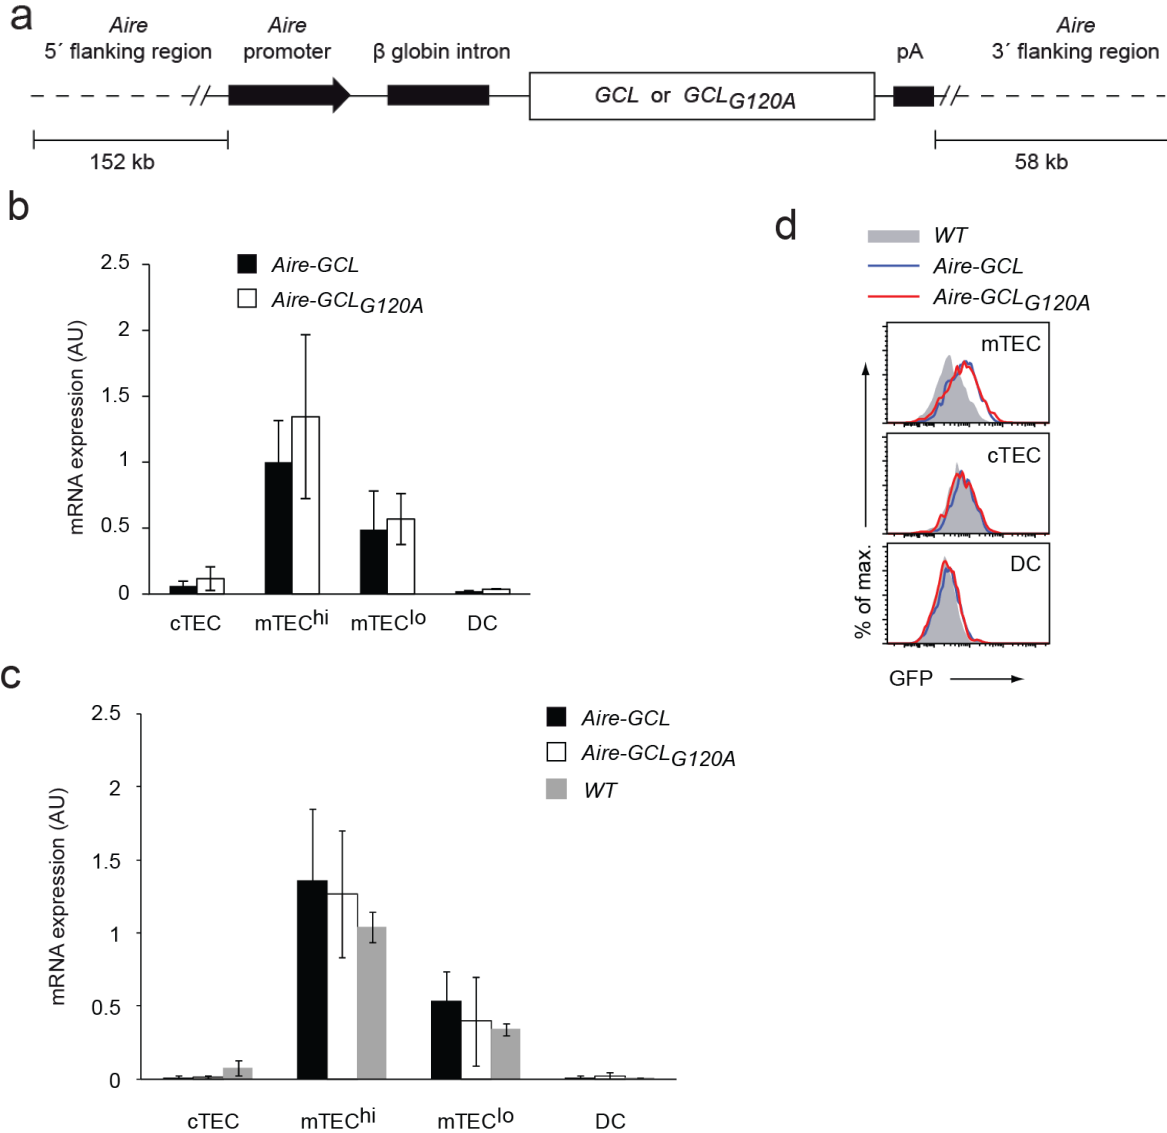 a
Aire
5´ flanking region
Aire
promoter
β globin intron
pA
Aire
3´ flanking region
GCL or GCLG120A
152 kb
58 kb
b
Aire-GCL
Aire-GCLG120A
mRNA expression (AU)
2.5
2
1.5
1
0.5
0
cTEC
mTEChi
mTEClo
DC
d
WT
Aire-GCL
Aire-GCLG120A
mTEC
cTEC
DC
% of max.
GFP
c
Aire-GCL
Aire-GCLG120A
WT
mRNA expression (AU)
2.5
2
1.5
1
0.5
0
cTEC
mTEChi
mTEClo
DC